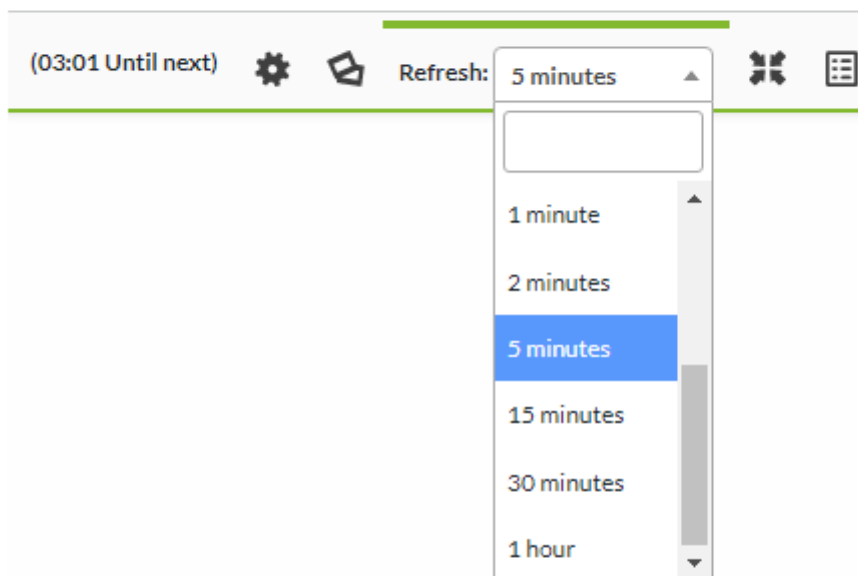 (03:01 Until next)
Refresh: 5 minutes
1 minute
2 minutes
5 minutes
15 minutes
30 minutes
1 hour